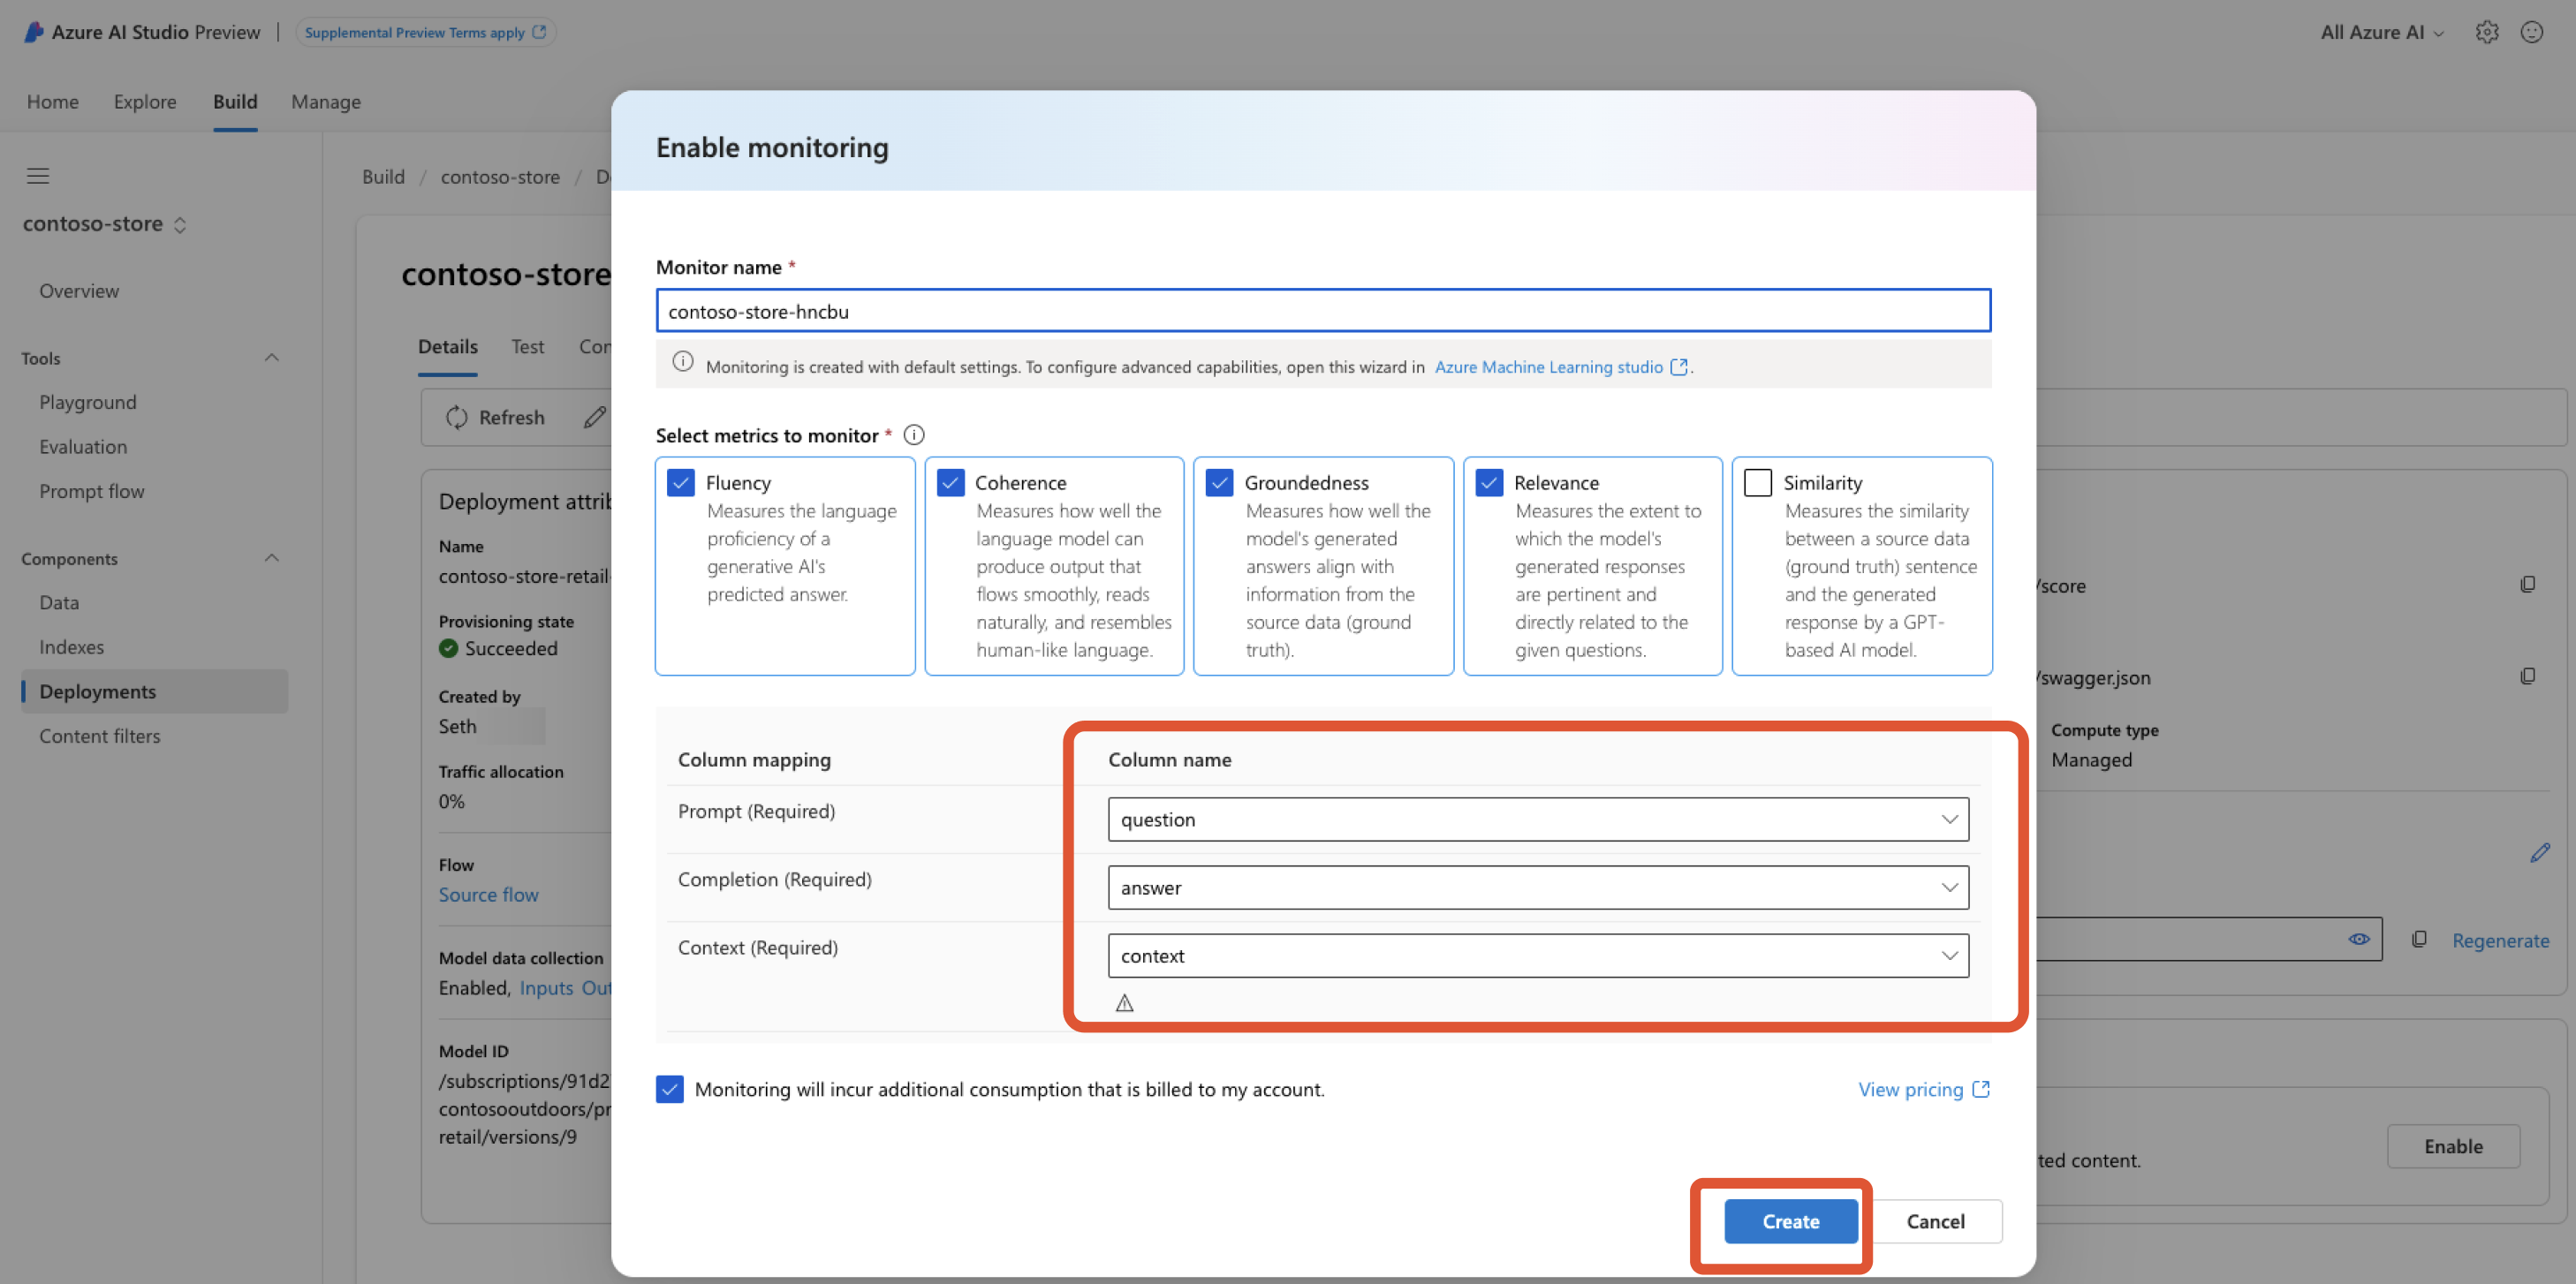 Azure AI Studio Preview
Supplemental Preview Terms apply
All Azure AI
Home
Explore
Build
Manage
Build / contoso-store /
contoso-store
contoso-store
Overview
Tools
Playground
Evaluation
Prompt flow
Components
Data
Indexes
Deployments
Content filters
Details
Test
Refresh
Deployment
Name
contoso-store-retail-
Provisioning state
Succeeded
Created by
Seth
Traffic allocation
0%
Flow
Source flow
Model data collection
Enabled, Inputs
Model ID
/subscriptions/91d2
contosooutdoors/pr
retail/versions/9
Enable monitoring
Monitor name *
contoso-store-hncbu
Monitoring is created with default settings. To configure advanced capabilities, open this wizard in Azure Machine Learning studio .
Select metrics to monitor *
Fluency
Measures the language
proficiency of a
generative AI's
predicted answer.
Coherence
Measures how well the
language model can
produce output that
flows smoothly, reads
naturally, and resembles
human-like language.
Groundedness
Measures how well the
model's generated
answers align with
information from the
source data (ground
truth).
Relevance
Measures the extent to
which the model's
generated responses
are pertinent and
directly related to the
given questions.
Similarity
Measures the similarity
between a source data
(ground truth) sentence
and the generated
response by a GPT-
based AI model.
Column mapping
Column name
Prompt (Required)
question
Completion (Required)
answer
Context (Required)
context
Monitoring will incur additional consumption that is billed to my account.
View pricing
Create
Cancel
/score
/swagger.json
Compute type
Managed
Regenerate
ted content.
Enable